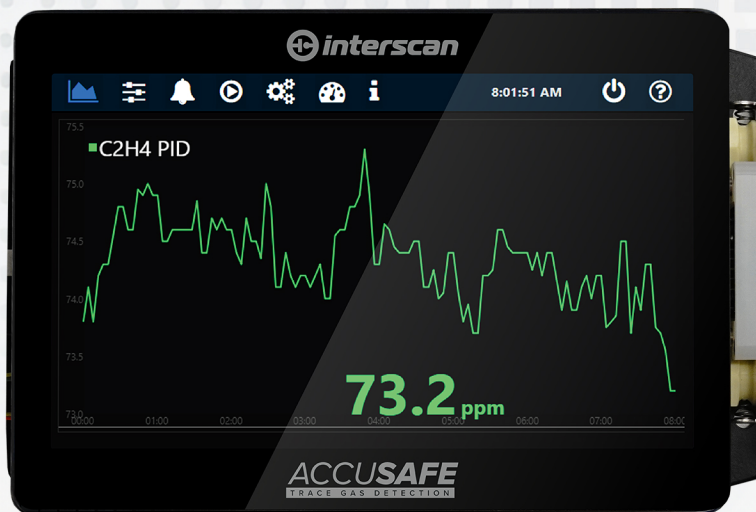 interscan
8:01:51 AM
75.5
C2H4 PID
75.0
74.5
74.0
73.5
73.2 ppm
73.0
00:00 01:00 02:00 03:00 04:00 05:00 06:00 07:00 08:00
ACCUSAFE
TRACE GAS DETECTION